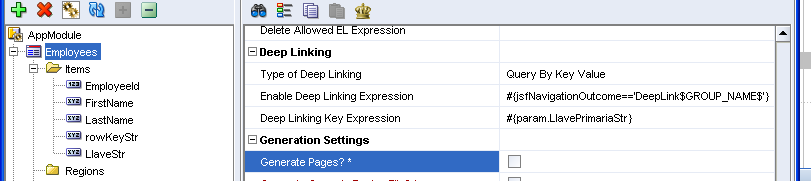 Delete Allowed EL Expression
AppModule
Employees
Items
EmployeeId
FirstName
LastName
rowKeyStr
LlaveStr
Regions
Deep Linking
Type of Deep Linking Query By Key Value
Enable Deep Linking Expression #{jsfNavigationOutcome=='DeepLink$GROUP_NAME$'}
Deep Linking Key Expression #{param.LlavePrimariaStr}
Generation Settings
Generate Pages? *